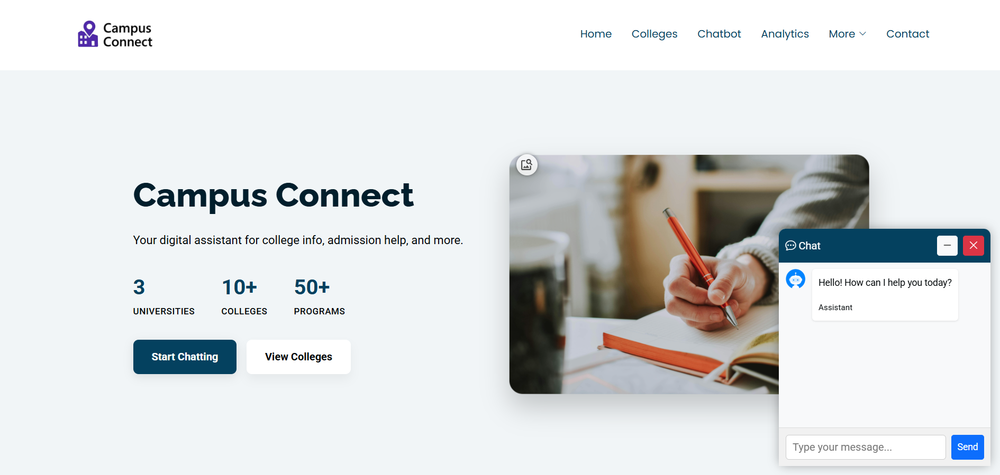 Campus
Connect
Home Colleges Chatbot Analytics More Contact
Campus Connect
Your digital assistant for college info, admission help, and more.
3 10+ 50+
UNIVERSITIES COLLEGES PROGRAMS
Start Chatting View Colleges
Chat
Hello! How can I help you today?
Assistant
Type your message...
Send